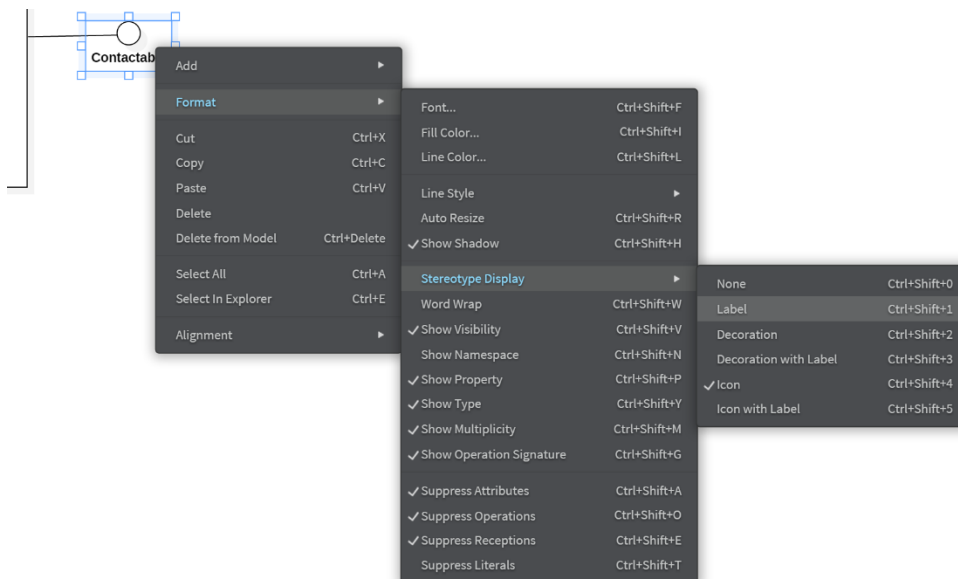 Contactab
Add
Format
Cut Ctrl+X
Copy Ctrl+C
Paste Ctrl+V
Delete
Delete from Model Ctrl+Delete
Select All Ctrl+A
Select In Explorer Ctrl+E
Alignment
Font... Ctrl+Shift+F
Fill Color... Ctrl+Shift+I
Line Color... Ctrl+Shift+L
Line Style
Auto Resize Ctrl+Shift+R
Show Shadow Ctrl+Shift+H
Stereotype Display
Word Wrap Ctrl+Shift+W
Show Visibility Ctrl+Shift+V
Show Namespace Ctrl+Shift+N
Show Property Ctrl+Shift+P
Show Type Ctrl+Shift+Y
Show Multiplicity Ctrl+Shift+M
Show Operation Signature Ctrl+Shift+G
Suppress Attributes Ctrl+Shift+A
Suppress Operations Ctrl+Shift+O
Suppress Receptions Ctrl+Shift+E
Suppress Literals Ctrl+Shift+T
None Ctrl+Shift+0
Label Ctrl+Shift+1
Decoration Ctrl+Shift+2
Decoration with Label Ctrl+Shift+3
Icon Ctrl+Shift+4
Icon with Label Ctrl+Shift+5